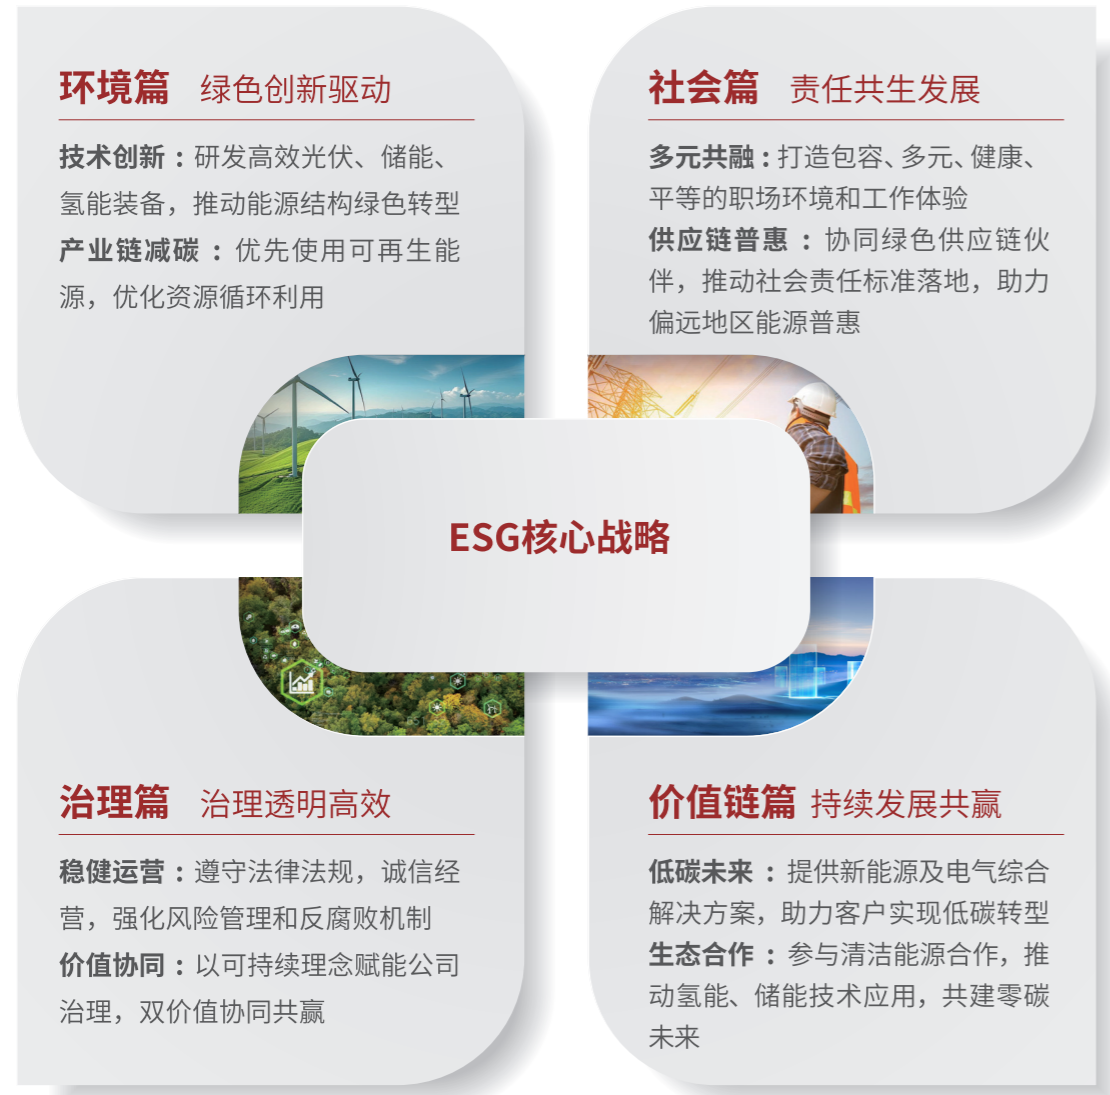 环境篇 绿色创新驱动
技术创新：研发高效光伏、储能、
氢能装备，推动能源结构绿色转型
产业链减碳：优先使用可再生能
源，优化资源循环利用
社会篇 责任共生发展
多元共融：打造包容、多元、健康、
平等的职场环境和工作体验
供应链普惠：协同绿色供应链伙
伴，推动社会责任标准落地，助力
偏远地区能源普惠
ESG核心战略
治理篇 治理透明高效
稳健运营：遵守法律法规，诚信经
营，强化风险管理和反腐败机制
价值协同：以可持续理念赋能公司
治理，双价值协同共赢
价值链篇 持续发展共赢
低碳未来：提供新能源及电气综合
解决方案，助力客户实现低碳转型
生态合作：参与清洁能源合作，推
动氢能、储能技术应用，共建零碳
未来